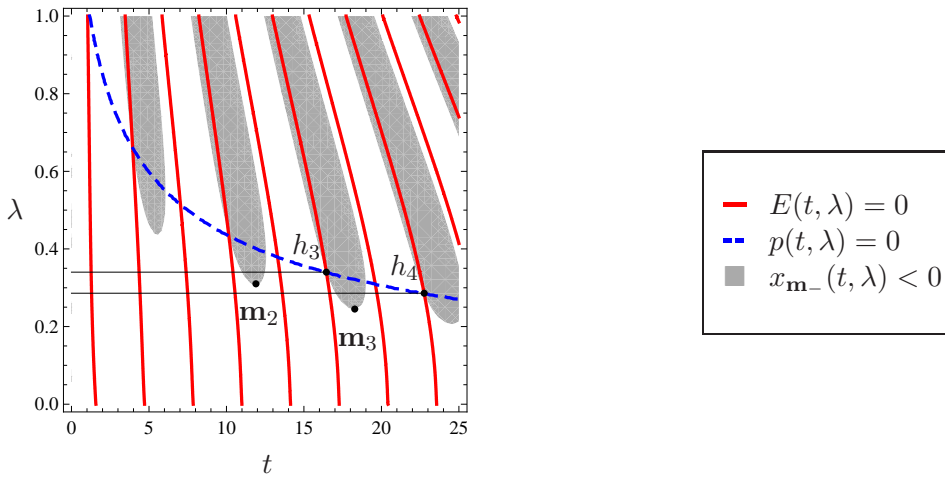 1.0
0.8
0.6
0.4
0.2
0.0
λ
h₃
h₄
m₂
m₃
0 5 10 15 20 25
t
E(t, λ) = 0
p(t, λ) = 0
xₘ₋(t, λ) < 0